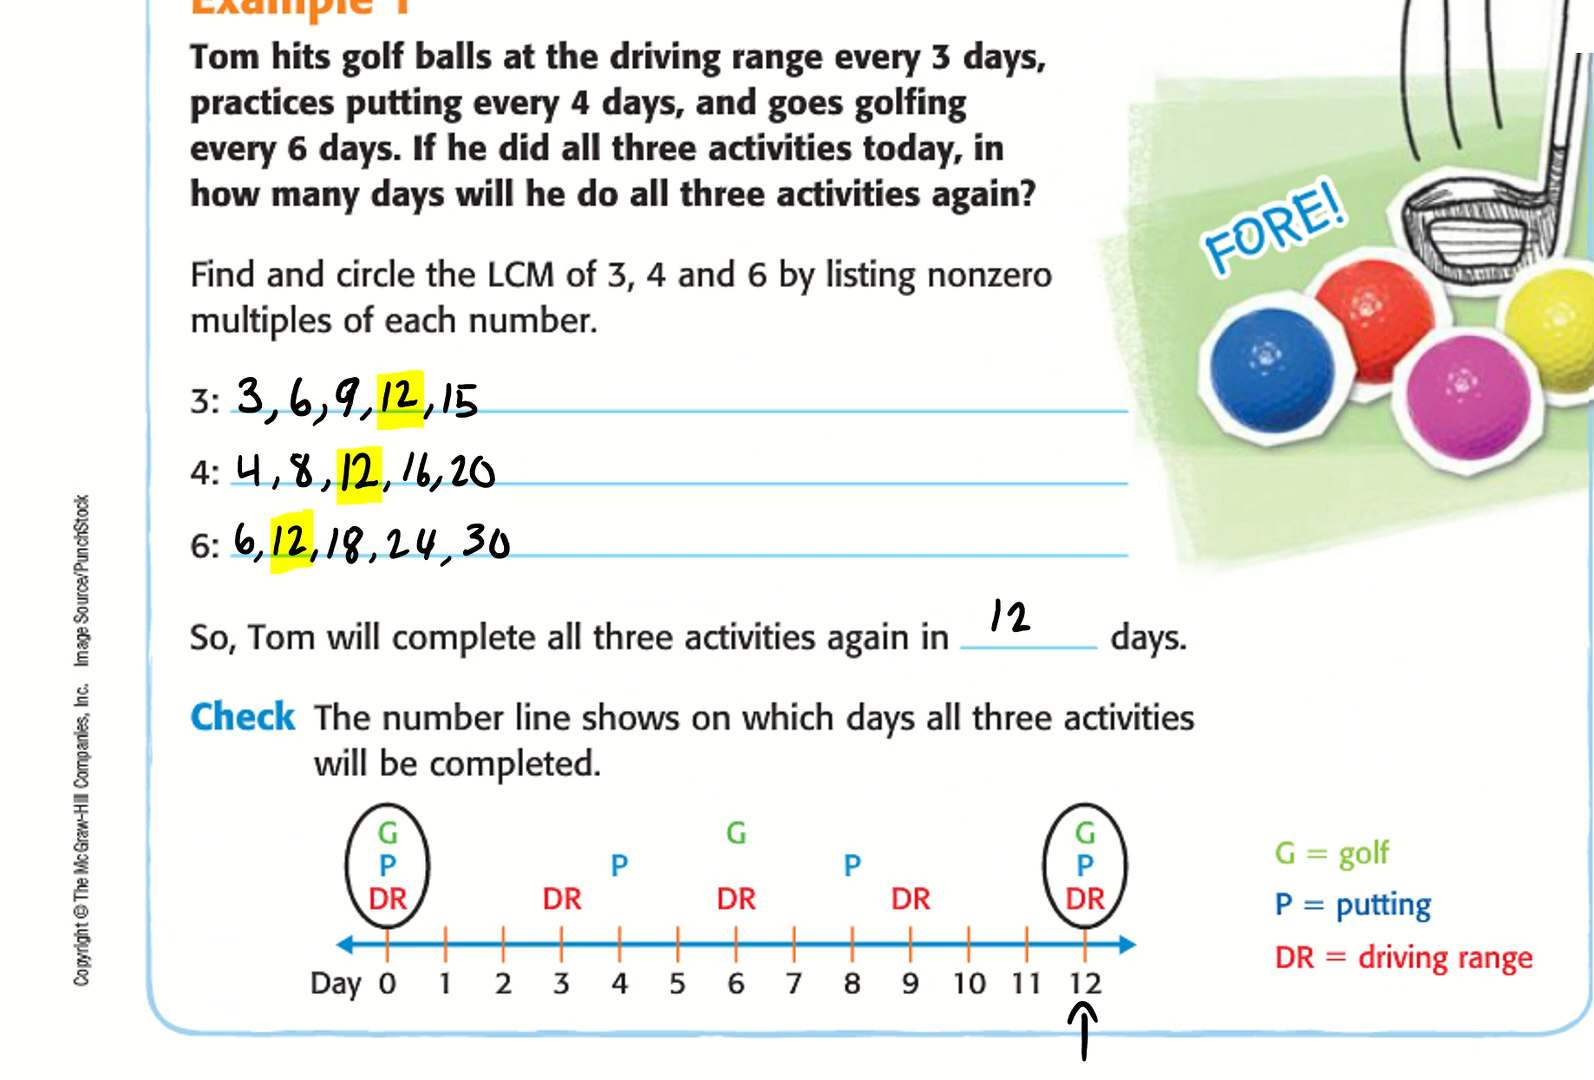 Example 1
Tom hits golf balls at the driving range every 3 days,
practices putting every 4 days, and goes golfing
every 6 days. If he did all three activities today, in
how many days will he do all three activities again?
FORE!
Find and circle the LCM of 3, 4 and 6 by listing nonzero
multiples of each number.
3: 3, 6, 9, 12, 15
4: 4, 8, 12, 16, 20
6: 6, 12, 18, 24, 30
So, Tom will complete all three activities again in 12 days.
Check The number line shows on which days all three activities
will be completed.
G G G
P P P P
DR DR DR DR DR
Day 0 1 2 3 4 5 6 7 8 9 10 11 12
G = golf
P = putting
DR = driving range
Copyright © The McGraw-Hill Companies, Inc. Image Source/PunchStock